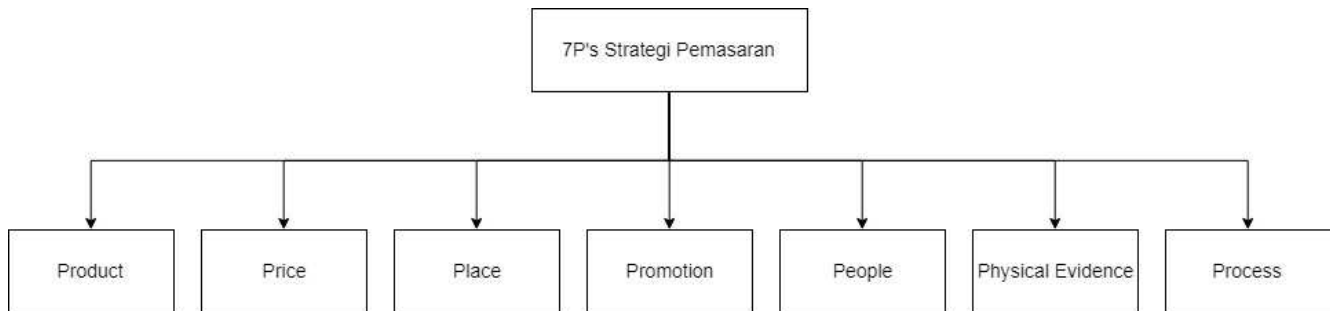 7P's Strategi Pemasaran
Product
Price
Place
Promotion
People
Physical Evidence
Process